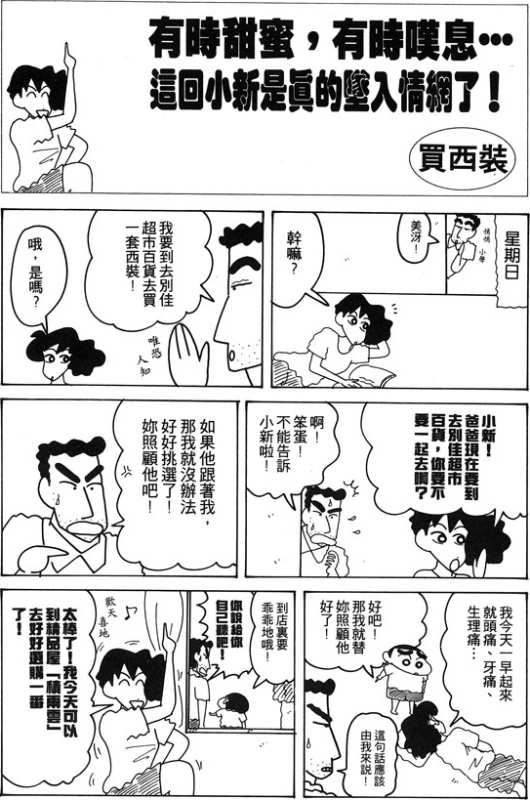 有時甜蜜，有時嘆息…
這回小新是真的墜入情網了！
買西裝
星期日
悄悄
小聲
美冴！
幹嘛？
我要到去別佳
超市百貨去買
一套西裝！
唯恐
人知
哦，是嗎？
小新！
爸爸現在要到
去別佳超市
百貨，你要不
要一起去啊？
啊！
笨蛋！
不能告訴
小新啦！
如果他跟著我，
那我就沒辦法
好好挑選了！
妳照顧他吧！
我今天一早起來
就頭痛、牙痛、
生理痛…
好吧！
那我就替
妳照顧他
好了！
這句話應該
由我來說！
到店裏要
乖乖地哦！
你說給你
自己聽吧！
歡天
喜地
太棒了！我今天可以
到精品屋「積雨雲」
去好好選購一番
了！